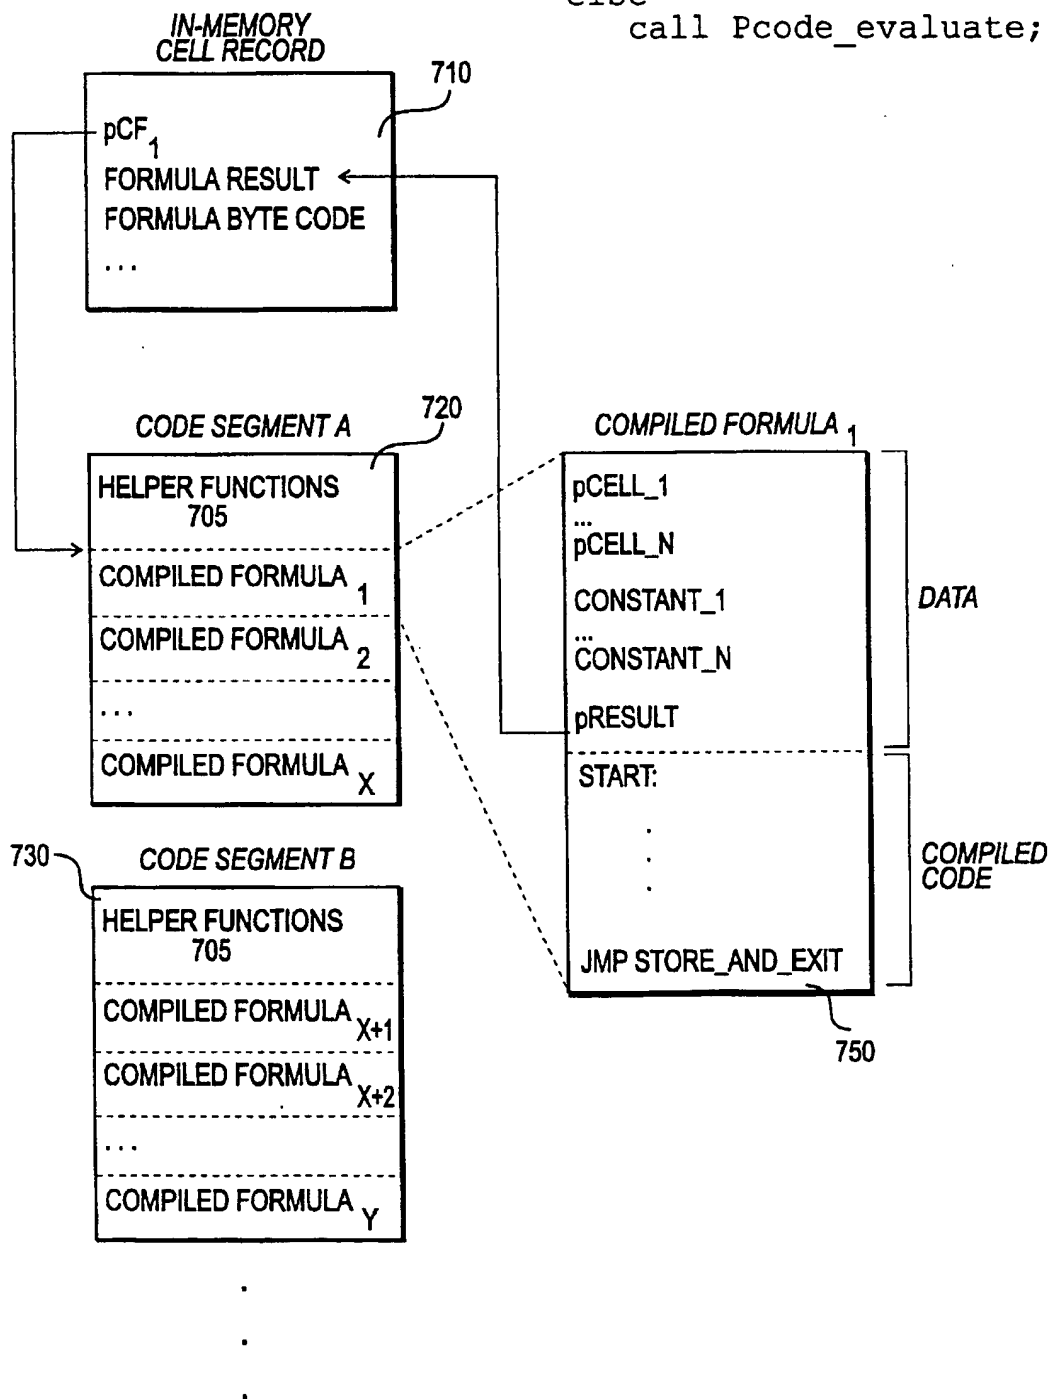 else
call Pcode_evaluate;
IN-MEMORY
CELL RECORD
710
pCF1
FORMULA RESULT
FORMULA BYTE CODE
...
CODE SEGMENT A
720
HELPER FUNCTIONS
705
COMPILED FORMULA 1
COMPILED FORMULA 2
...
COMPILED FORMULA X
COMPILED FORMULA 1
pCELL_1
...
pCELL_N
CONSTANT_1
...
CONSTANT_N
pRESULT
DATA
START:
.
.
.
JMP STORE_AND_EXIT
COMPILED
CODE
750
730
CODE SEGMENT B
HELPER FUNCTIONS
705
COMPILED FORMULA X+1
COMPILED FORMULA X+2
...
COMPILED FORMULA Y
.
.
.